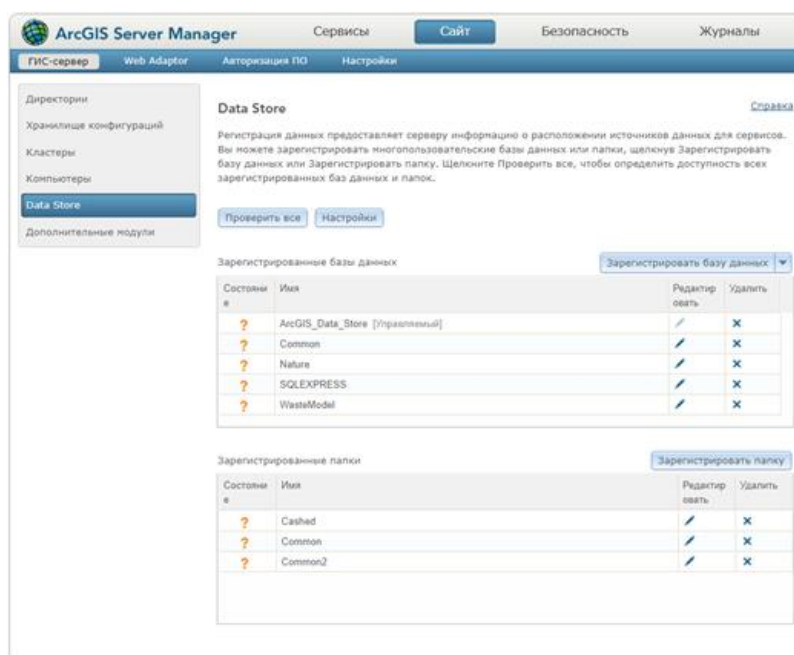 ArcGIS Server Manager Сервисы Сайт Безопасность Журналы
ГИС-сервер Web Adaptor Авторизация ПО Настройки
Директории
Хранилище конфигураций
Кластеры
Компьютеры
Data Store
Дополнительные модули
Data Store Справка
Регистрация данных предоставляет серверу информацию о расположении источников данных для сервисов.
Вы можете зарегистрировать многопользовательские базы данных или папки, щелкнув Зарегистрировать
базу данных или Зарегистрировать папку. Щелкните Проверить все, чтобы определить доступность всех
зарегистрированных баз данных и папок.
Проверить все Настройки
Зарегистрированные базы данных Зарегистрировать базу данных
Состояни Имя Редактир Удалить
е овать
? ArcGIS_Data_Store [Управляемый]
? Common
? Nature
? SQLEXPRESS
? WasteModel
Зарегистрированные папки Зарегистрировать папку
Состояни Имя Редактир Удалить
е овать
? Cashed
? Common
? Common2